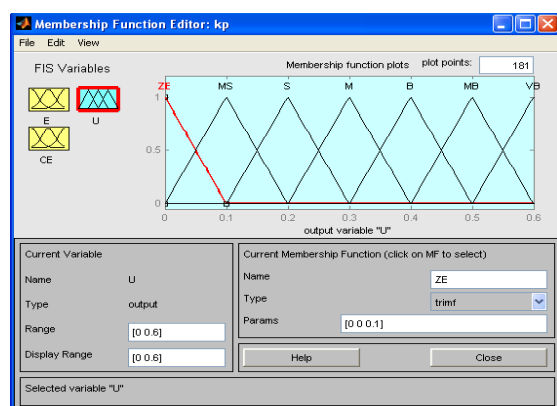 Membership Function Editor: kp
File Edit View
FIS Variables
E
U
CE
Membership function plots plot points: 181
ZE MS S M B MB VB
1
0.5
0
0 0.1 0.2 0.3 0.4 0.5 0.6
output variable "U"
Current Variable
Name U
Type output
Range [0 0.6]
Display Range [0 0.6]
Current Membership Function (click on MF to select)
Name ZE
Type trimf
Params [0 0 0.1]
Help Close
Selected variable "U"